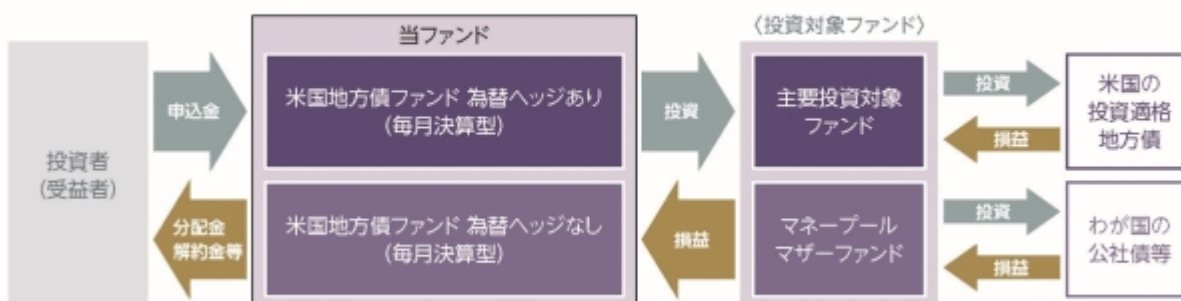 当ファンド
〈投資対象ファンド〉
投資者
(受益者)
申込金
分配金
解約金等
米国地方債ファンド 為替ヘッジあり
(毎月決算型)
米国地方債ファンド 為替ヘッジなし
(毎月決算型)
投資
損益
主要投資対象
ファンド
マネープール
マザーファンド
投資
損益
投資
損益
米国の
投資適格
地方債
わが国の
公社債等